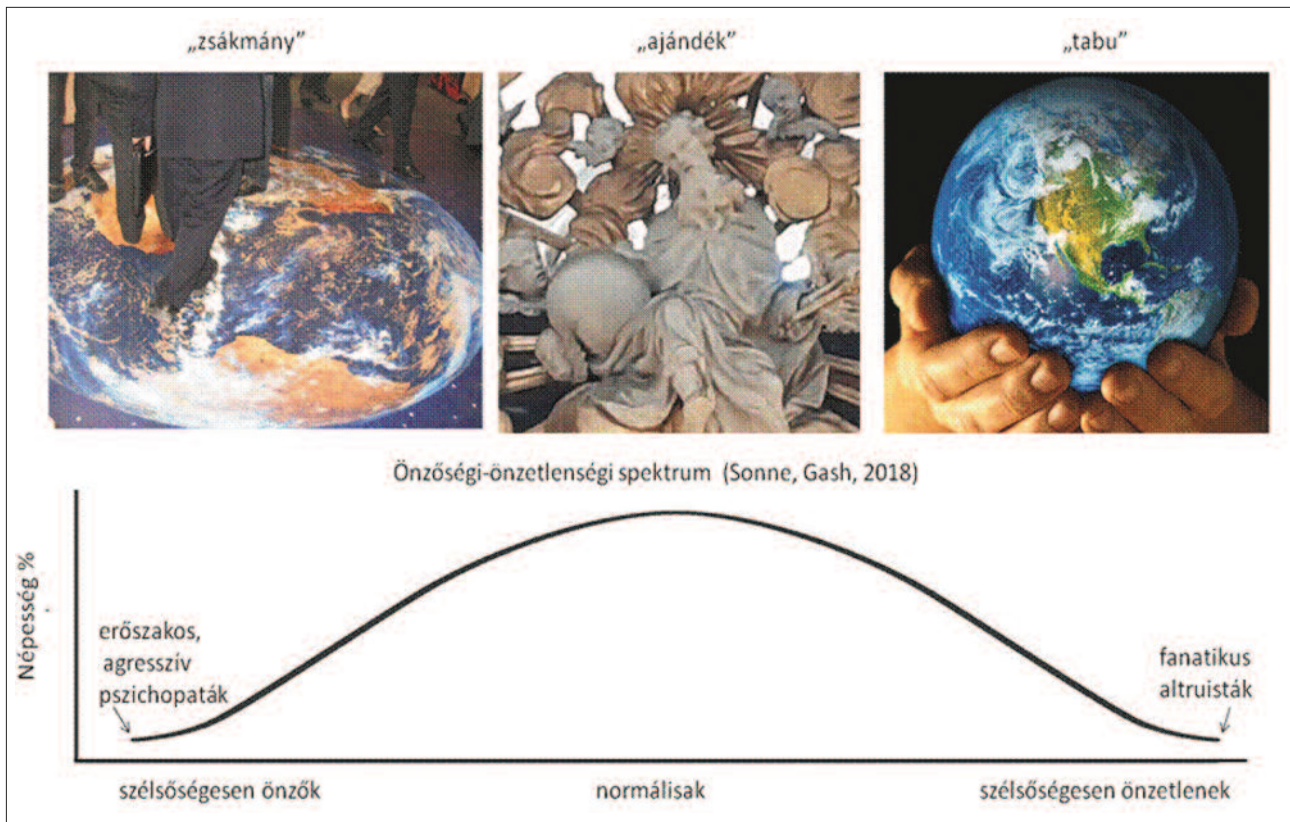 „zsákmány”
„ajándék”
„tabu”
Önzőségi-önzetlenségi spektrum (Sonne, Gash, 2018)
Népesség %
erőszakos,
agresszív
pszichopaták
fanatikus
altruisták
szélsőségesen önzők
normálisak
szélsőségesen önzetlenek